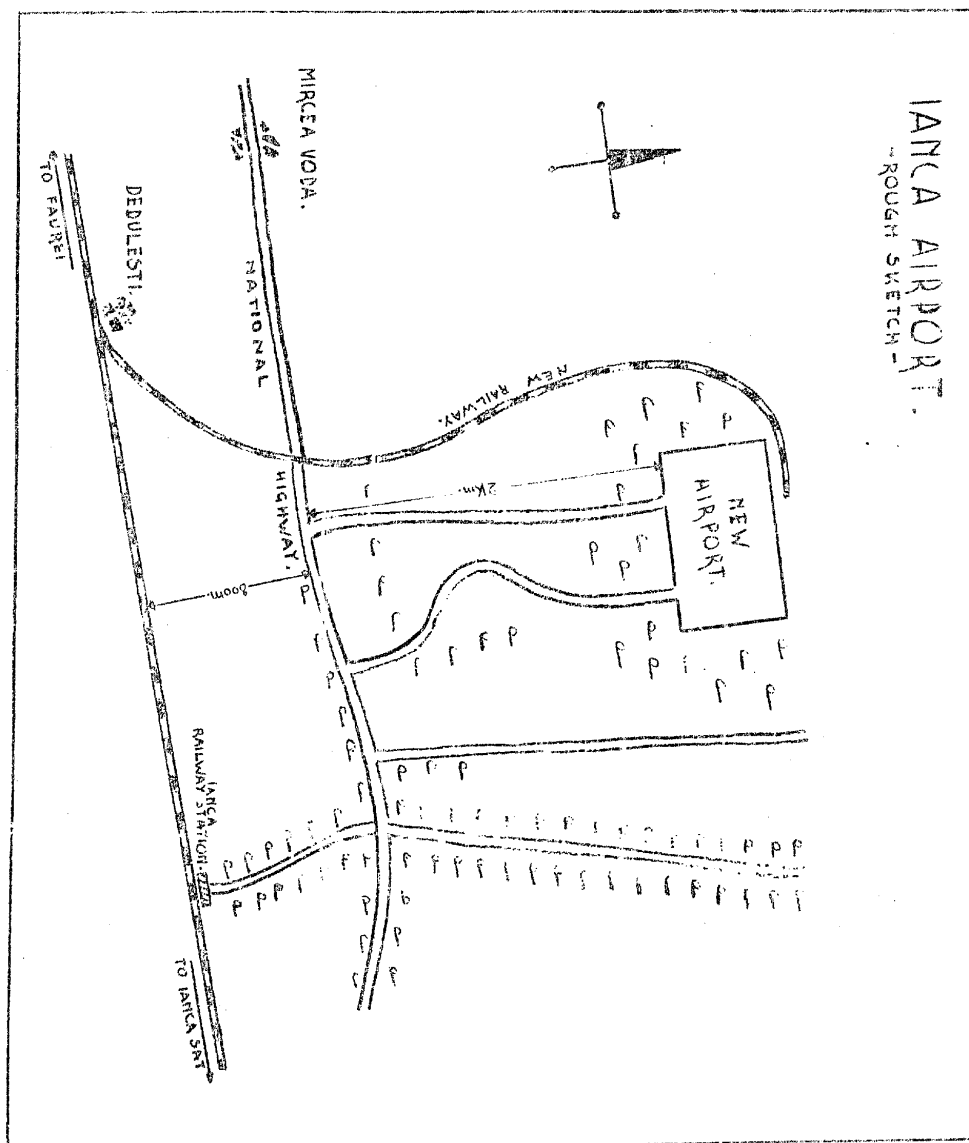 IANCA AIRPORT.
-ROUGH SKETCH-
MIRCEA VODA.
NATIONAL
HIGHWAY.
DEDULESTI.
TO FAUREI
NEW
RAILWAY.
2Km.
NEW
AIRPORT.
800m.
IANCA
RAILWAY STATION.
TO IANCA SAT